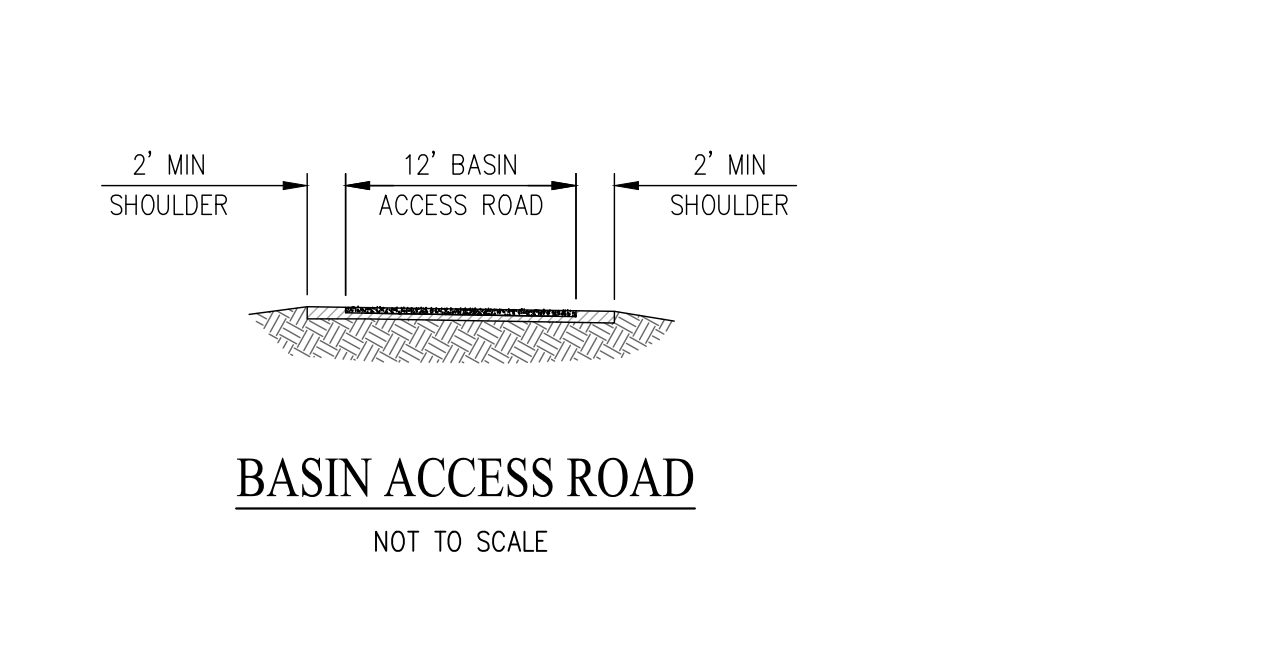 2' MIN
SHOULDER
12' BASIN
ACCESS ROAD
2' MIN
SHOULDER
BASIN ACCESS ROAD
NOT TO SCALE